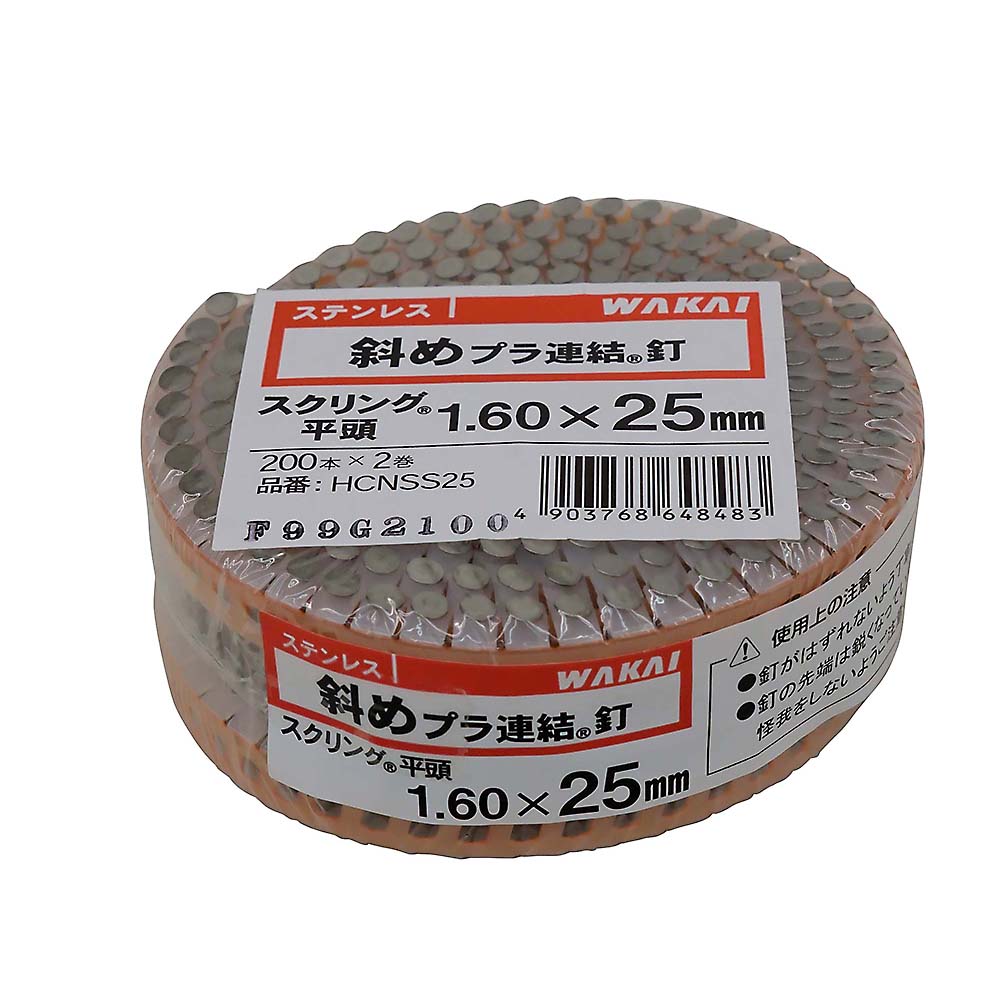 ステンレス WAKAI
斜めプラ連結®釘
スクリング®
平頭
1.60×25mm
200本×2巻
品番:HCNSS25
4 903768 648483
F99G2100
ステンレス WAKAI
斜めプラ連結®釘
スクリング®平頭
1.60×25mm
使用上の注意
●釘がはずれないよう
●釘の先端は鋭くなって
怪我をしないようご注意